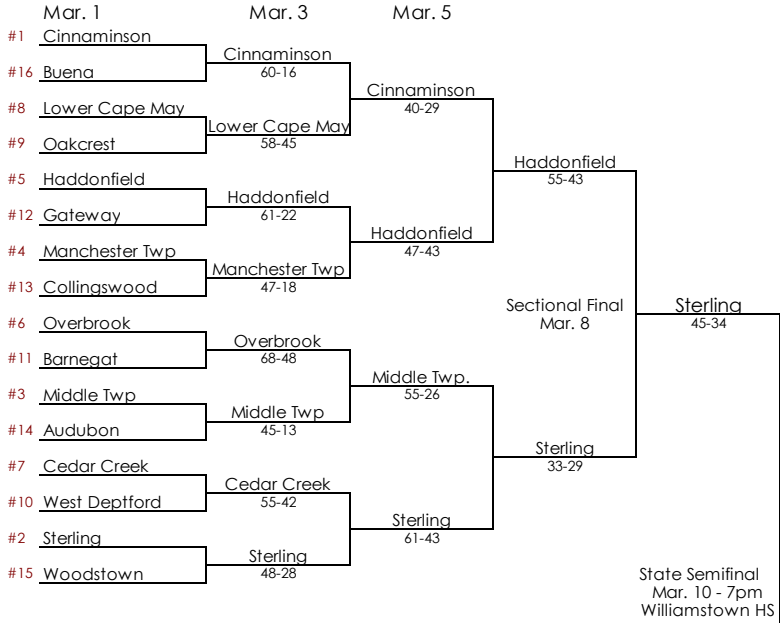 Mar. 1 Mar. 3 Mar. 5
#1 Cinnaminson
Cinnaminson
60-16
#16 Buena
Cinnaminson
40-29
#8 Lower Cape May
Lower Cape May
58-45
#9 Oakcrest
Haddonfield
55-43
#5 Haddonfield
Haddonfield
61-22
#12 Gateway
Haddonfield
47-43
#4 Manchester Twp
Manchester Twp
47-18
#13 Collingswood
Sectional Final
Mar. 8
Sterling
45-34
#6 Overbrook
Overbrook
68-48
#11 Barnegat
Middle Twp.
55-26
#3 Middle Twp
Middle Twp
45-13
#14 Audubon
Sterling
33-29
#7 Cedar Creek
Cedar Creek
55-42
#10 West Deptford
Sterling
61-43
#2 Sterling
Sterling
48-28
#15 Woodstown
State Semifinal
Mar. 10 - 7pm
Williamstown HS